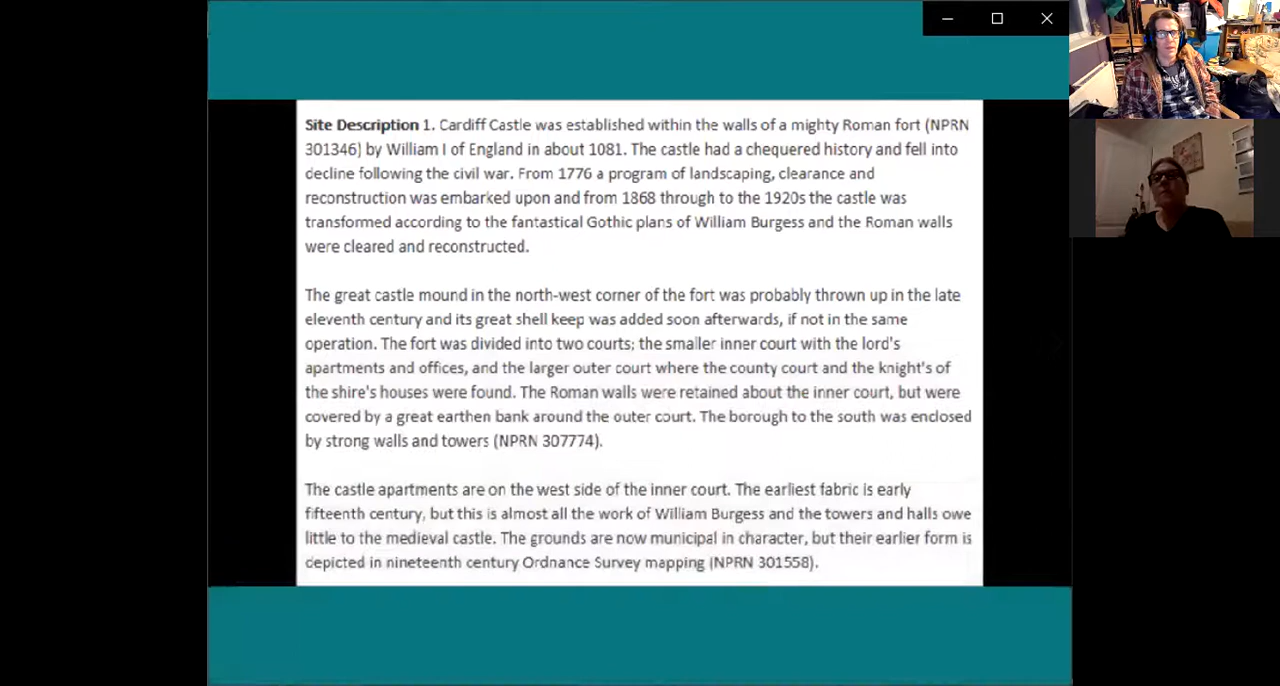 Site Description 1. Cardiff Castle was established within the walls of a mighty Roman fort (NPRN
301346) by William I of England in about 1081. The castle had a chequered history and fell into
decline following the civil war. From 1776 a program of landscaping, clearance and
reconstruction was embarked upon and from 1868 through to the 1920s the castle was
transformed according to the fantastical Gothic plans of William Burgess and the Roman walls
were cleared and reconstructed.
The great castle mound in the north-west corner of the fort was probably thrown up in the late
eleventh century and its great shell keep was added soon afterwards, if not in the same
operation. The fort was divided into two courts; the smaller inner court with the lord's
apartments and offices, and the larger outer court where the county court and the knight's of
the shire's houses were found. The Roman walls were retained about the inner court, but were
covered by a great earthen bank around the outer court. The borough to the south was enclosed
by strong walls and towers (NPRN 307774).
The castle apartments are on the west side of the inner court. The earliest fabric is early
fifteenth century, but this is almost all the work of William Burgess and the towers and halls owe
little to the medieval castle. The grounds are now municipal in character, but their earlier form is
depicted in nineteenth century Ordnance Survey mapping (NPRN 301558).